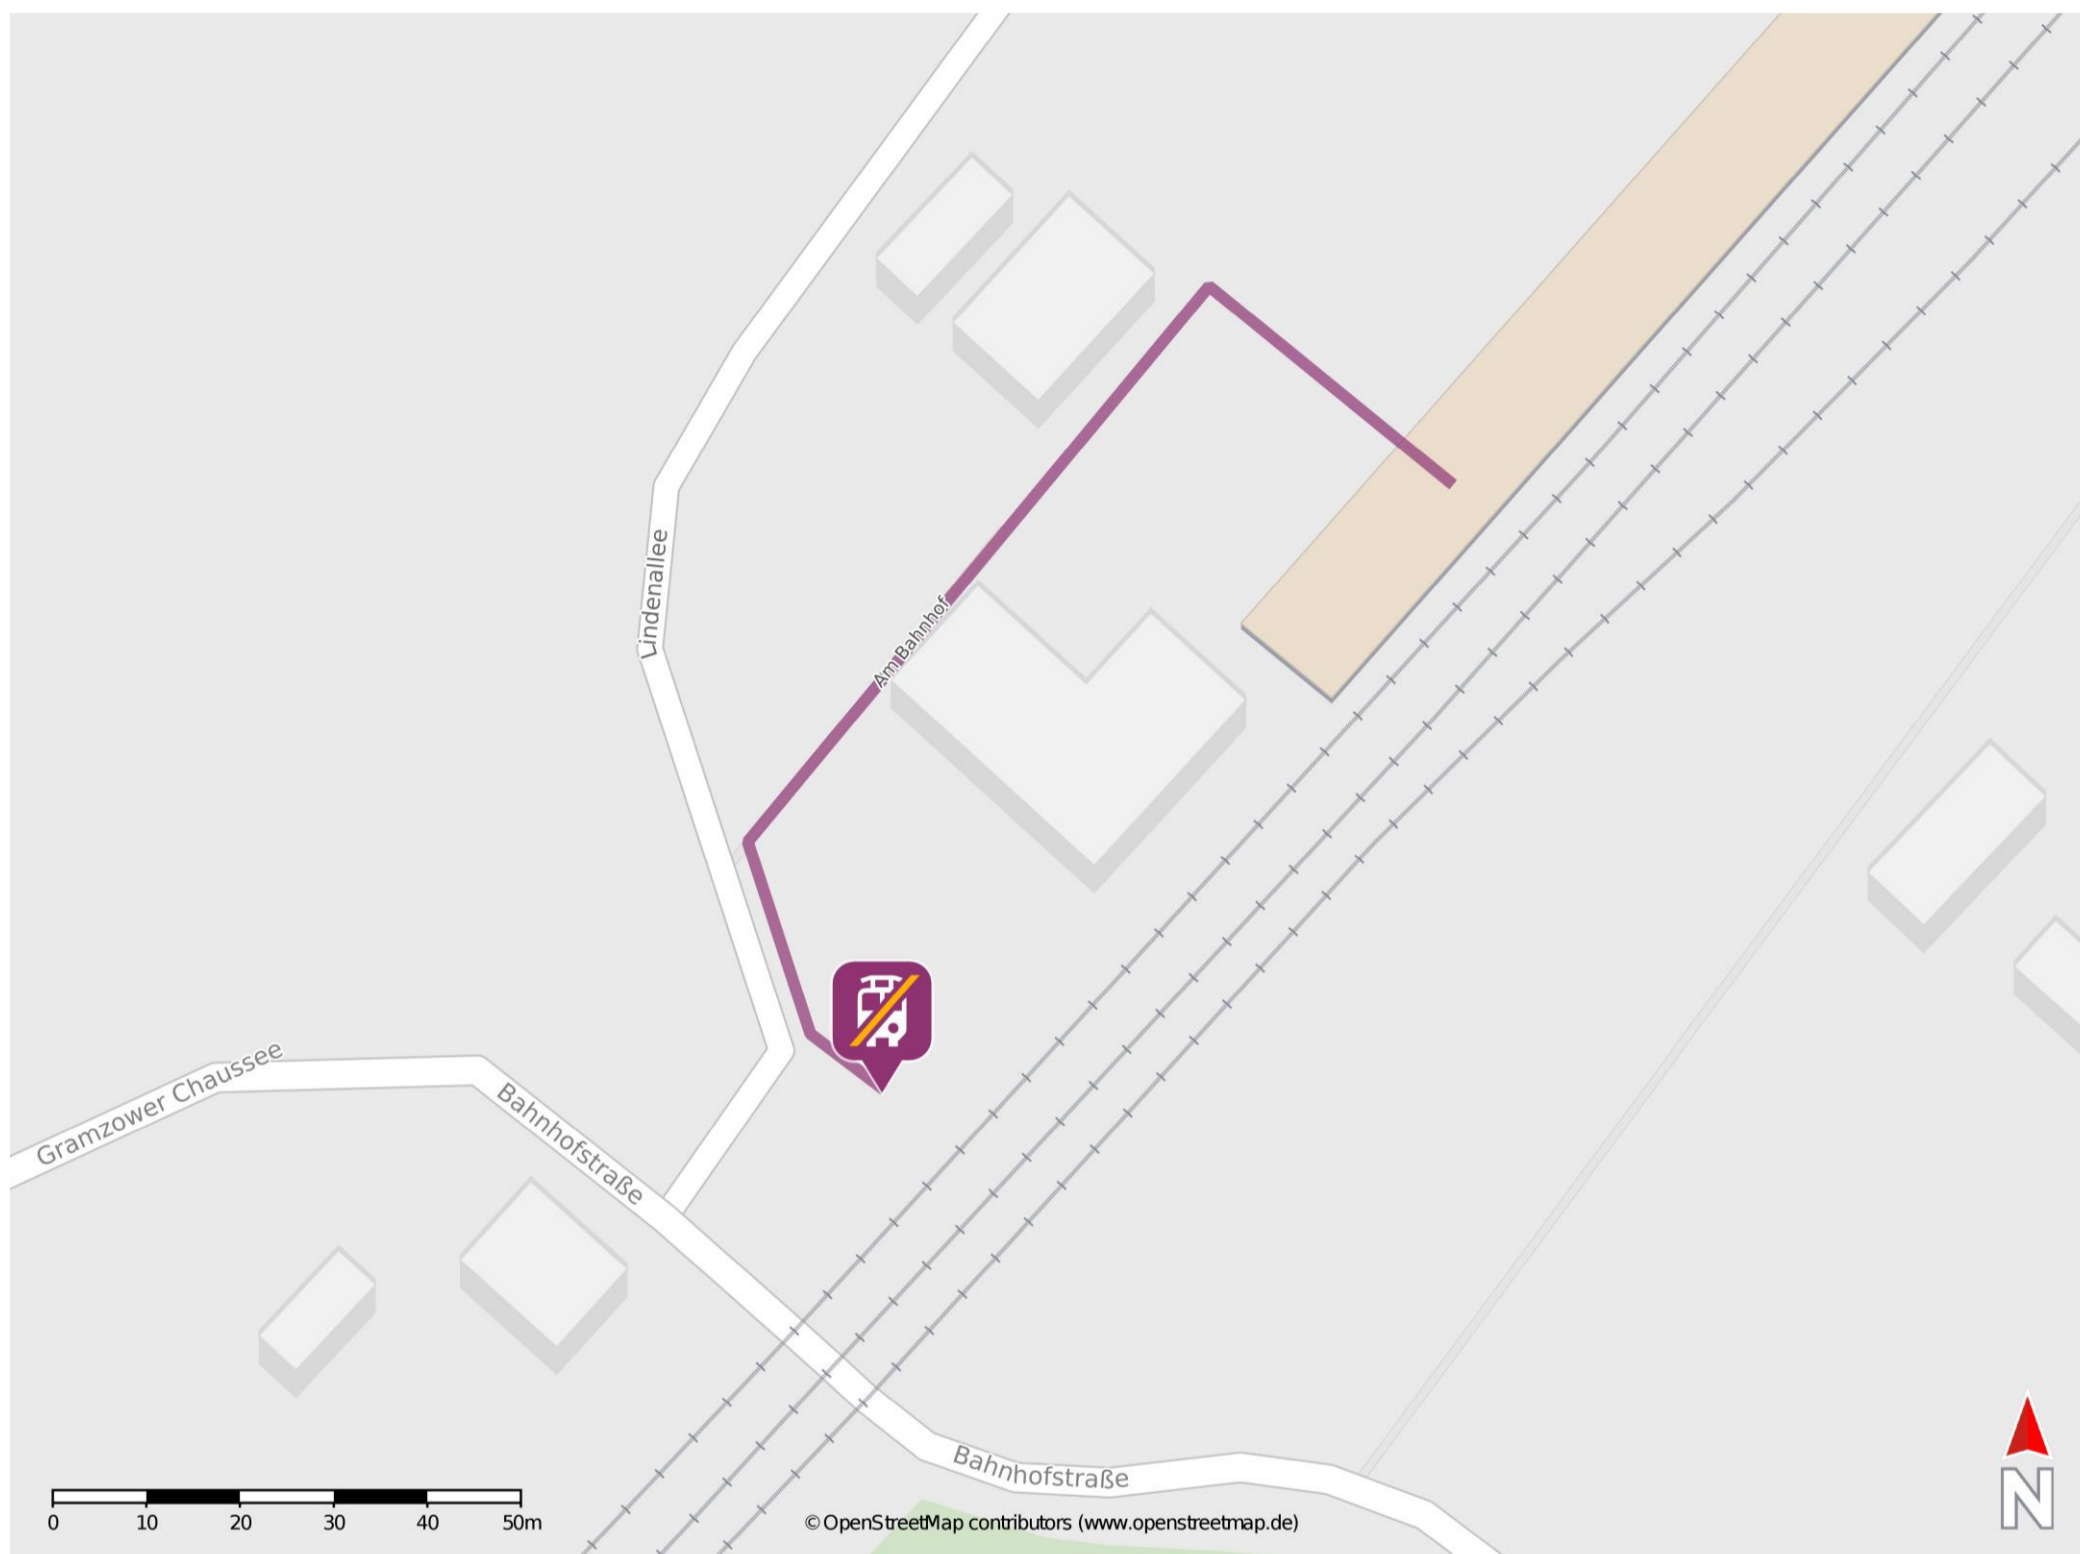 Lindenallee
Am Bahnhof
Gramzower Chaussee
Bahnhofstraße
Bahnhofstraße
0 10 20 30 40 50m
© OpenStreetMap contributors (www.openstreetmap.de)
N